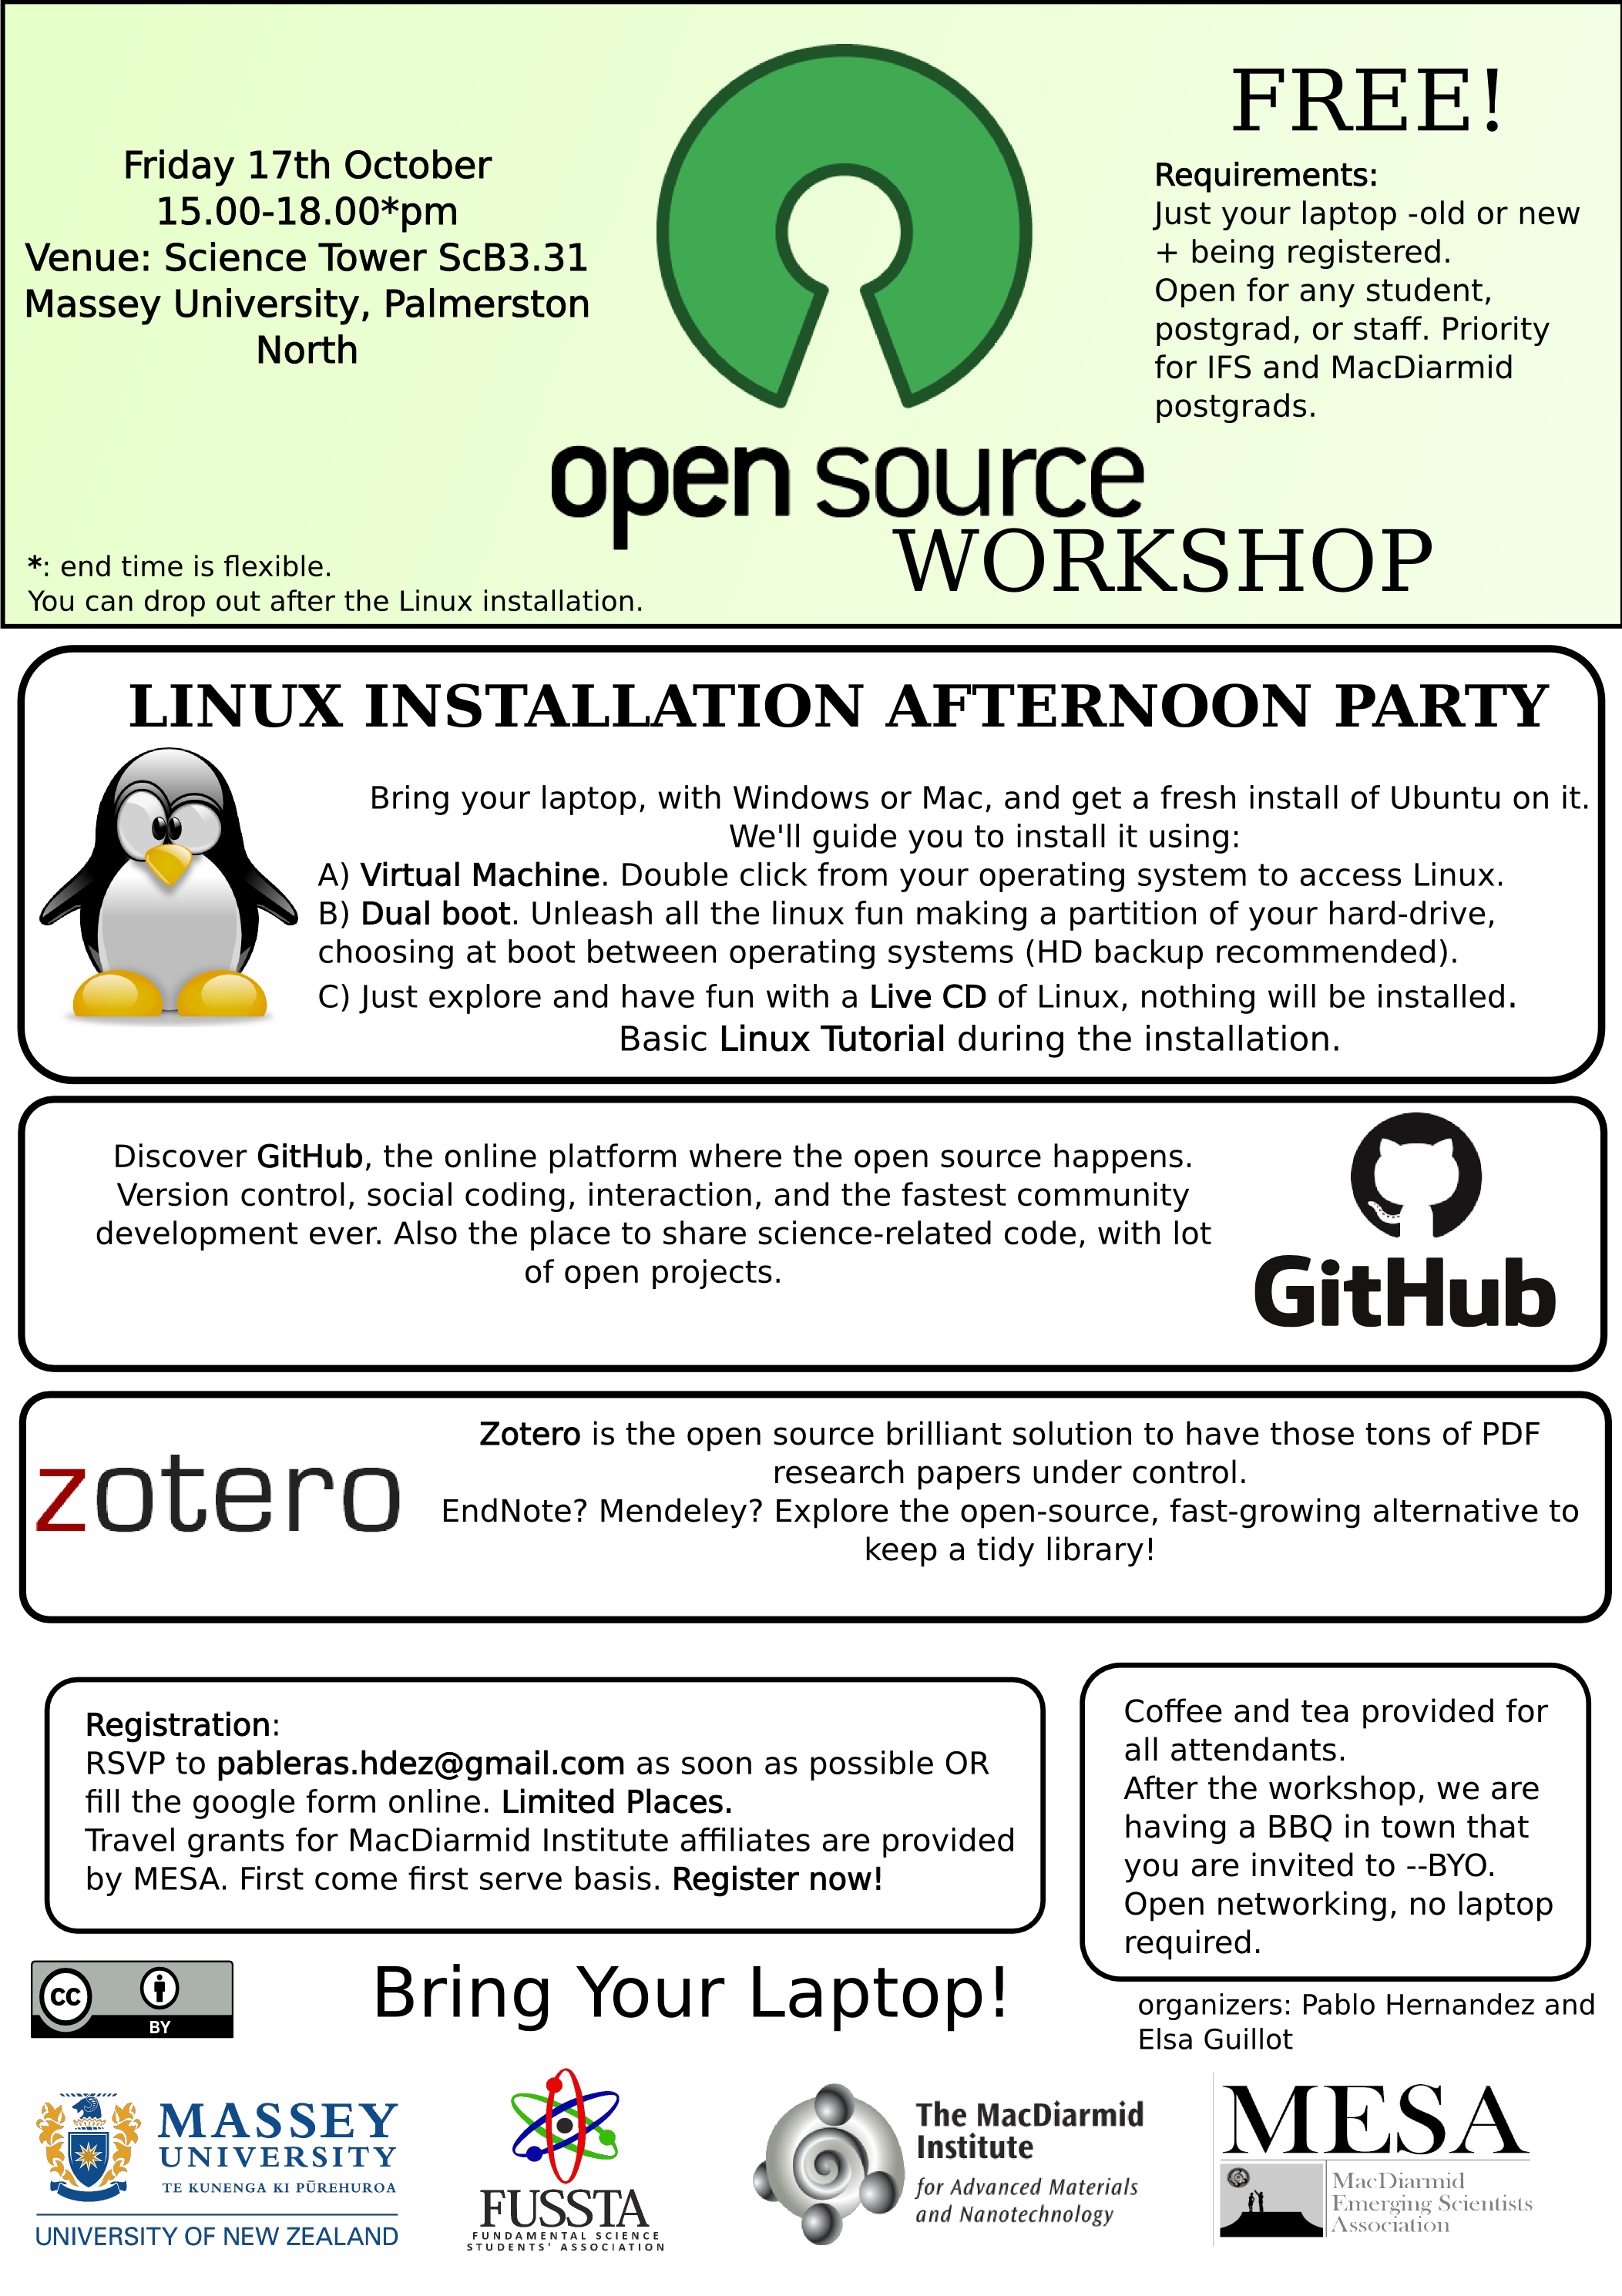 Friday 17th October
15.00-18.00*pm
Venue: Science Tower ScB3.31
Massey University, Palmerston
North
*: end time is flexible.
You can drop out after the Linux installation.
open source
WORKSHOP
FREE!
Requirements:
Just your laptop -old or new
+ being registered.
Open for any student,
postgrad, or staff. Priority
for IFS and MacDiarmid
postgrads.
LINUX INSTALLATION AFTERNOON PARTY
Bring your laptop, with Windows or Mac, and get a fresh install of Ubuntu on it.
We'll guide you to install it using:
A) Virtual Machine. Double click from your operating system to access Linux.
B) Dual boot. Unleash all the linux fun making a partition of your hard-drive,
choosing at boot between operating systems (HD backup recommended).
C) Just explore and have fun with a Live CD of Linux, nothing will be installed.
Basic Linux Tutorial during the installation.
Discover GitHub, the online platform where the open source happens.
Version control, social coding, interaction, and the fastest community
development ever. Also the place to share science-related code, with lot
of open projects.
GitHub
zotero
Zotero is the open source brilliant solution to have those tons of PDF
research papers under control.
EndNote? Mendeley? Explore the open-source, fast-growing alternative to
keep a tidy library!
Registration:
RSVP to pableras.hdez@gmail.com as soon as possible OR
fill the google form online. Limited Places.
Travel grants for MacDiarmid Institute affiliates are provided
by MESA. First come first serve basis. Register now!
Coffee and tea provided for
all attendants.
After the workshop, we are
having a BBQ in town that
you are invited to --BYO.
Open networking, no laptop
required.
cc
BY
Bring Your Laptop!
organizers: Pablo Hernandez and
Elsa Guillot
MASSEY
UNIVERSITY
TE KUNENGA KI PŪREHUROA
UNIVERSITY OF NEW ZEALAND
FUSSTA
FUNDAMENTAL SCIENCE
STUDENTS' ASSOCIATION
The MacDiarmid
Institute
for Advanced Materials
and Nanotechnology
MESA
MacDiarmid
Emerging Scientists
Association